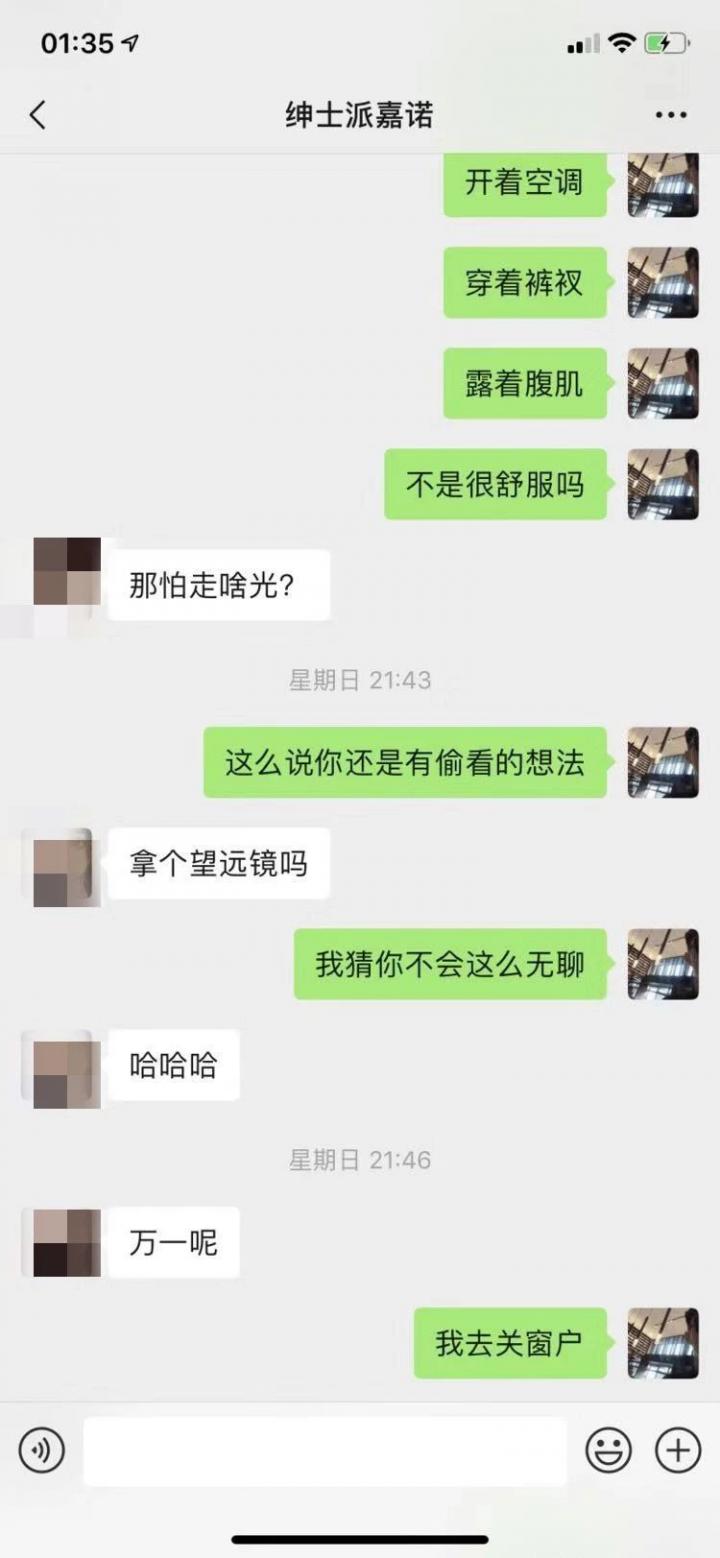 01:35
绅士派嘉诺
开着空调
穿着裤衩
露着腹肌
不是很舒服吗
那怕走啥光?
星期日 21:43
这么说你还是有偷看的想法
拿个望远镜吗
我猜你不会这么无聊
哈哈哈
星期日 21:46
万一呢
我去关窗户